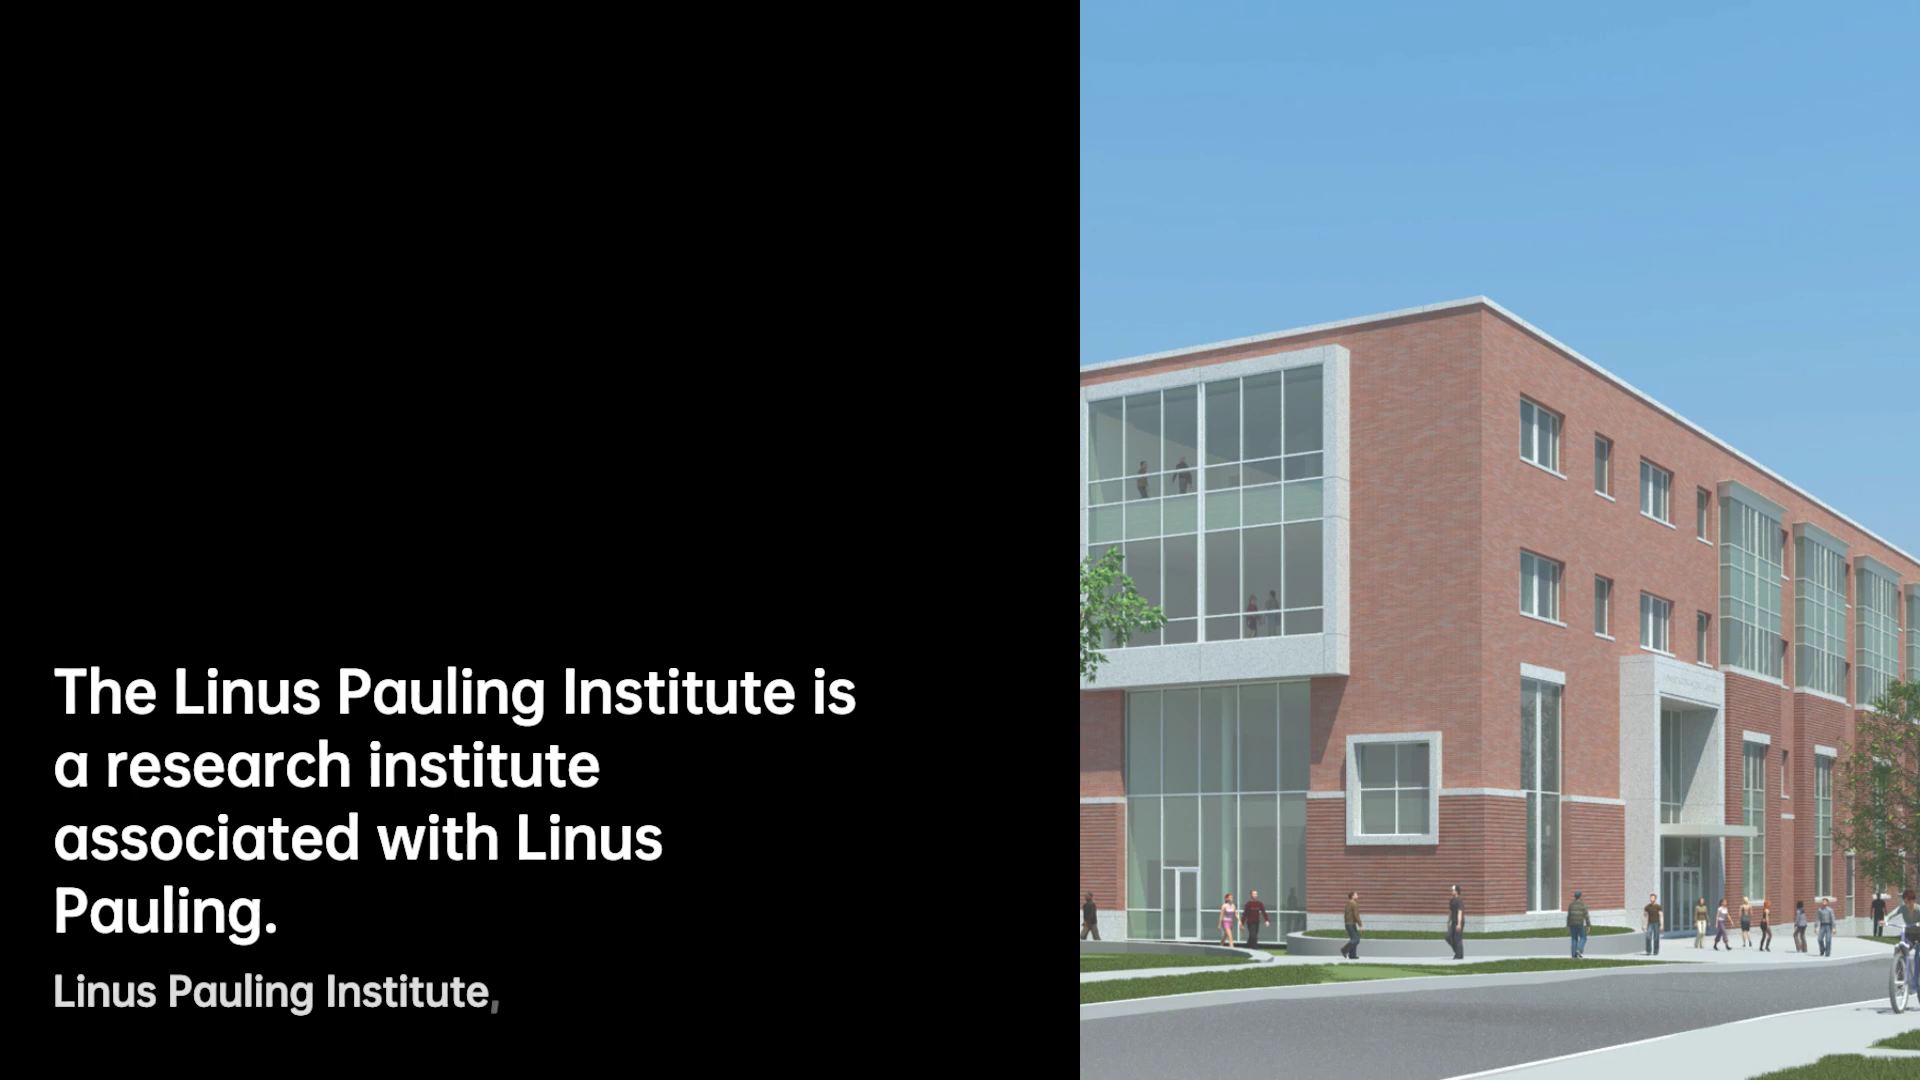 The Linus Pauling Institute is
a research institute
associated with Linus
Pauling.
Linus Pauling Institute,